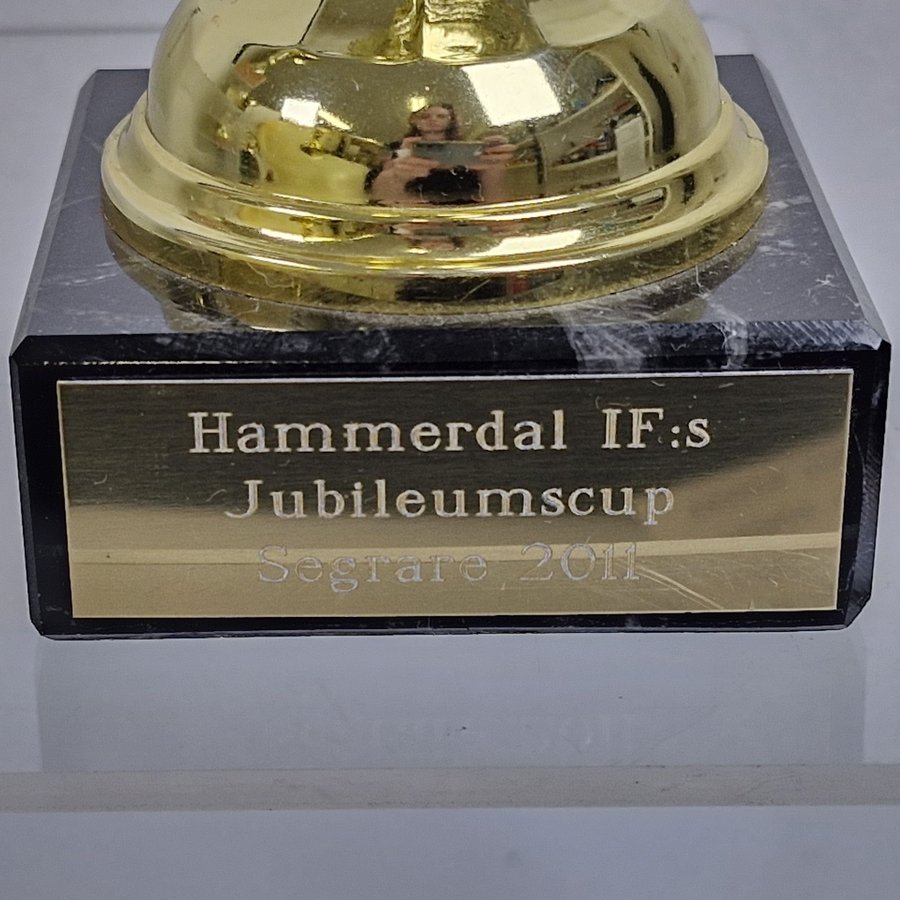 Hammerdal IF:s
Jubileumscup
Segrare 2011